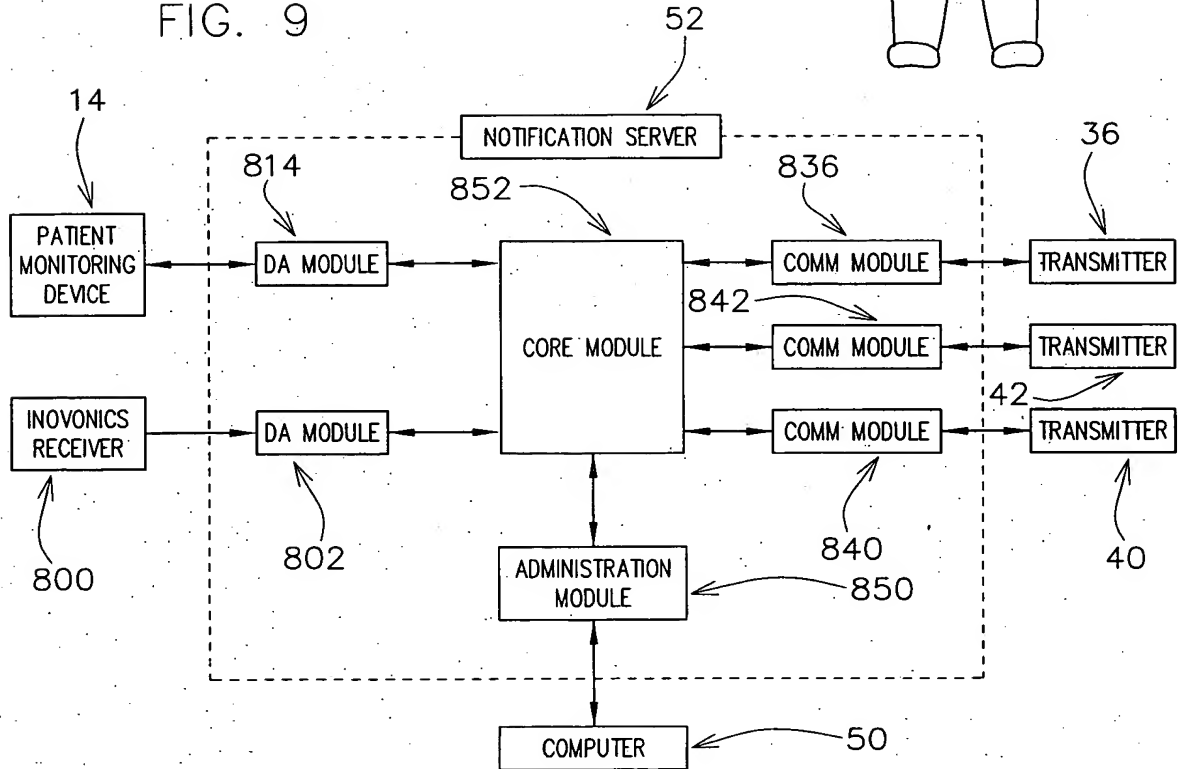 FIG. 9
52
14
NOTIFICATION SERVER
36
814
852
836
PATIENT
MONITORING
DEVICE
DA MODULE
COMM MODULE
TRANSMITTER
842
CORE MODULE
COMM MODULE
TRANSMITTER
42
INOVONICS
RECEIVER
DA MODULE
COMM MODULE
TRANSMITTER
800
802
840
40
ADMINISTRATION
MODULE
850
COMPUTER
50